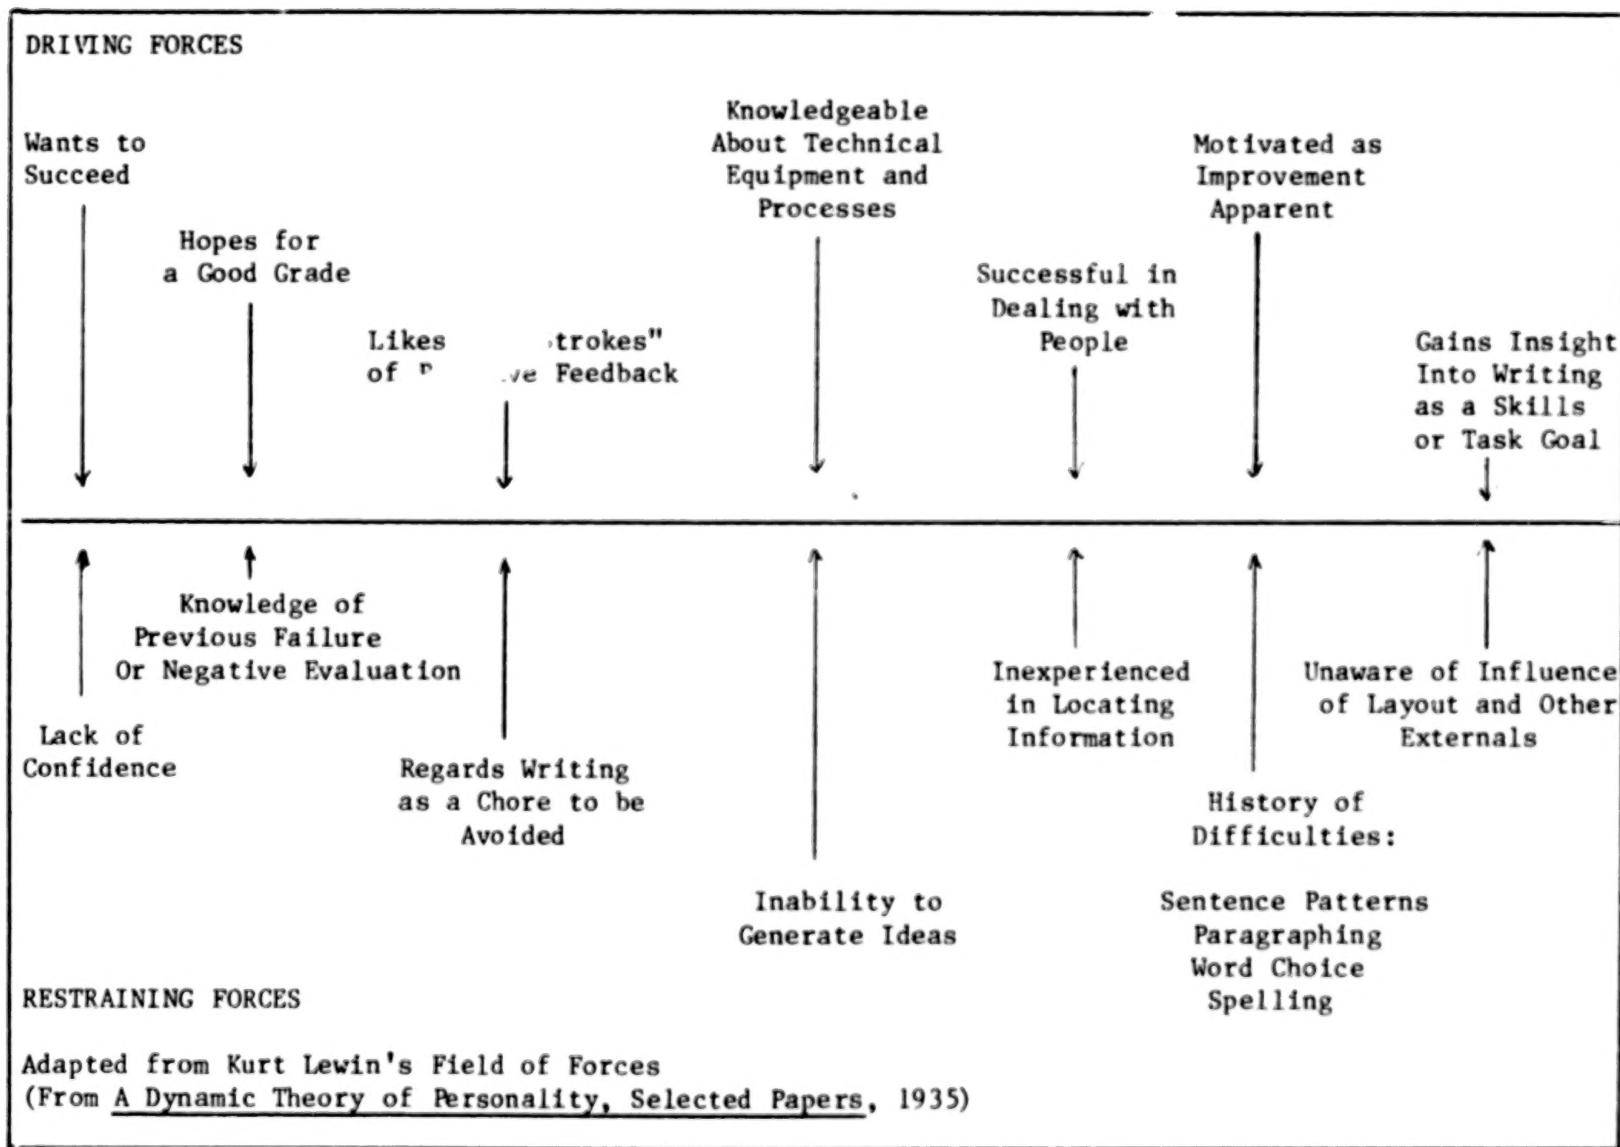 DRIVING FORCES
Wants to
Succeed
Hopes for
a Good Grade
Likes
of Feedback
Knowledgeable
About Technical
Equipment and
Processes
Successful in
Dealing with
People
Motivated as
Improvement
Apparent
Gains Insight
Into Writing
as a Skills
or Task Goal
Lack of
Confidence
Knowledge of
Previous Failure
Or Negative Evaluation
Regards Writing
as a Chore to be
Avoided
Inability to
Generate Ideas
Inexperienced
in Locating
Information
History of
Difficulties:
Sentence Patterns
Paragraphing
Word Choice
Spelling
Unaware of Influence
of Layout and Other
Externals
RESTRAINING FORCES
Adapted from Kurt Lewin's Field of Forces
(From A Dynamic Theory of Personality, Selected Papers, 1935)